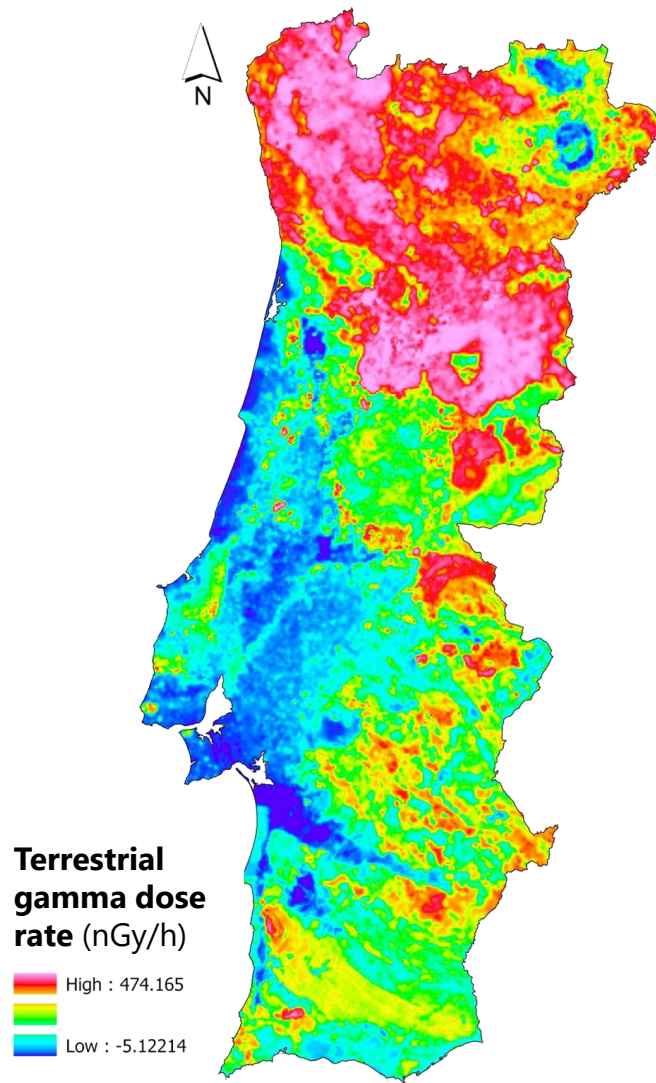 N
Terrestrial
gamma dose
rate (nGy/h)
High : 474.165
Low : -5.12214